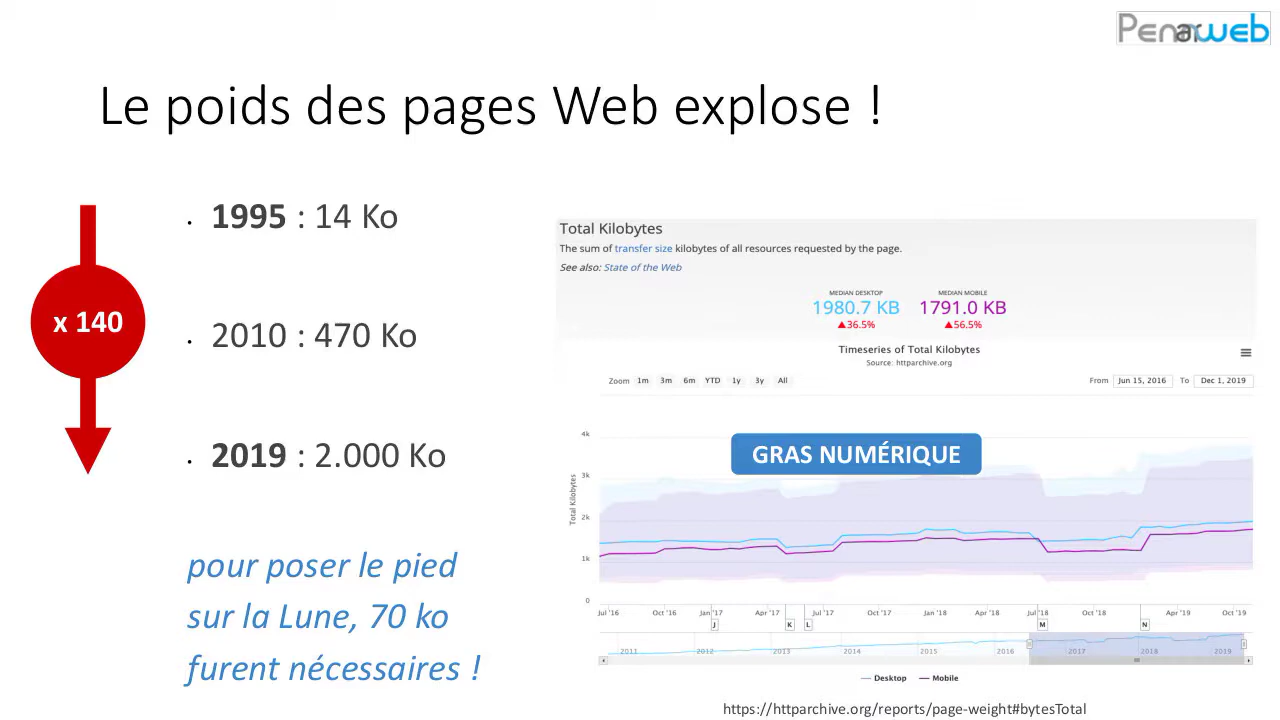 Penarweb
Le poids des pages Web explose !
x 140
• 1995 : 14 Ko
• 2010 : 470 Ko
• 2019 : 2.000 Ko
pour poser le pied
sur la Lune, 70 ko
furent nécessaires !
Total Kilobytes
The sum of transfer size kilobytes of all resources requested by the page.
See also: State of the Web
MEDIAN DESKTOP MEDIAN MOBILE
1980.7 KB 1791.0 KB
▲36.5% ▲56.5%
Timeseries of Total Kilobytes
Source: httparchive.org
Zoom 1m 3m 6m YTD 1y 3y All From Jun 15, 2016 To Dec 1, 2019
GRAS NUMÉRIQUE
Total Kilobytes
4k
3k
2k
1k
0
Jul '16 Oct '16 Jan '17 Apr '17 Jul '17 Oct '17 Jan '18 Apr '18 Jul '18 Oct '18 Apr '19 Oct '19
J K L M N
2011 2012 2013 2014 2015 2016 2017 2018 2019
Desktop Mobile
https://httparchive.org/reports/page-weight#bytesTotal